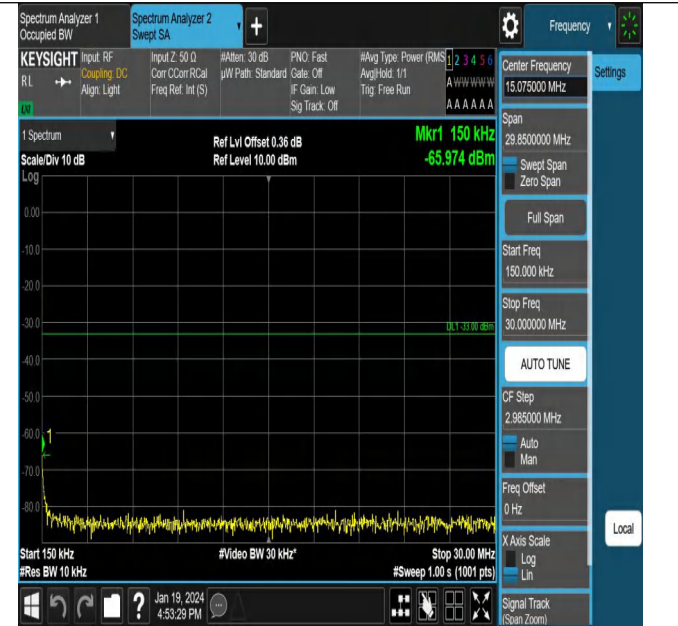 Spectrum Analyzer 1
Occupied BW
Spectrum Analyzer 2
Swept SA
+
Frequency
KEYSIGHT
RL
Input: RF
Coupling: DC
Align: Light
Input Z: 50 Ω
Corr CCorr RCal
Freq Ref: Int (S)
#Atten: 30 dB
µW Path: Standard
PNO: Fast
Gate: Off
IF Gain: Low
Sig Track: Off
#Avg Type: Power (RMS
Avg|Hold: 1/1
Trig: Free Run
1 2 3 4 5 6
A W W W W W
A A A A A A
1 Spectrum
Scale/Div 10 dB
Log
Ref Lvl Offset 0.36 dB
Ref Level 10.00 dBm
Mkr1 150 kHz
-65.974 dBm
0.00
-10.0
-20.0
-30.0
DL1 -33.00 dBm
-40.0
-50.0
-60.0
1
-70.0
-80.0
Start 150 kHz
#Res BW 10 kHz
#Video BW 30 kHz*
Stop 30.00 MHz
#Sweep 1.00 s (1001 pts)
Center Frequency
15.075000 MHz
Settings
Span
29.8500000 MHz
Swept Span
Zero Span
Full Span
Start Freq
150.000 kHz
Stop Freq
30.000000 MHz
AUTO TUNE
CF Step
2.985000 MHz
Auto
Man
Freq Offset
0 Hz
X Axis Scale
Log
Lin
Local
Signal Track
(Span Zoom)
?
Jan 19, 2024
4:53:29 PM